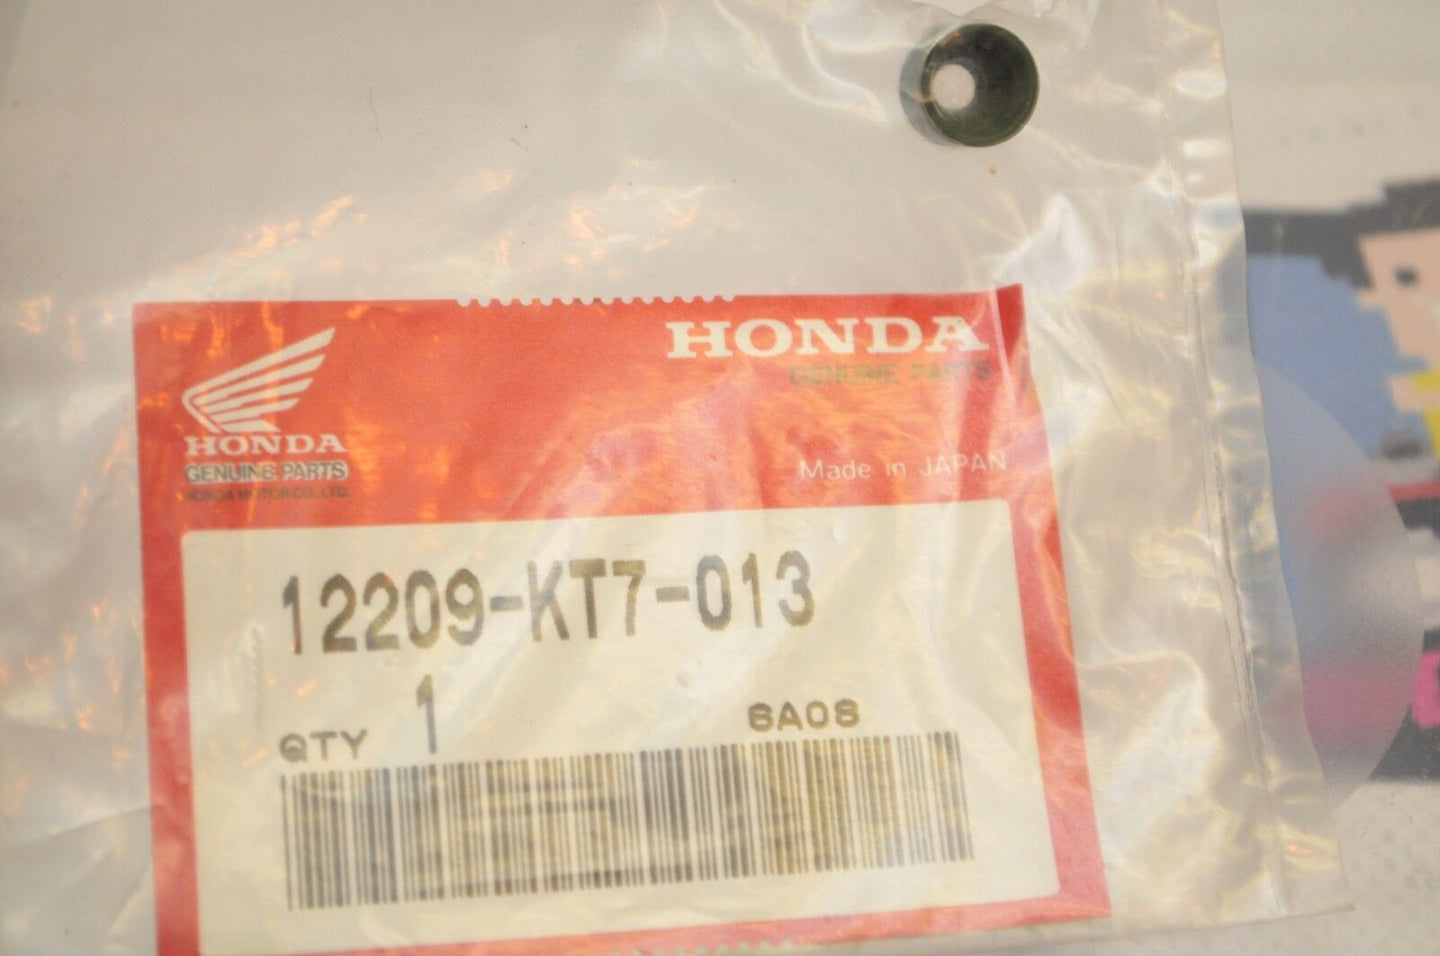 HONDA
GENUINE PARTS
HONDA
GENUINE PARTS
HONDA MOTOR CO., LTD.
Made in JAPAN
12209-KT7-013
QTY 1
6A08